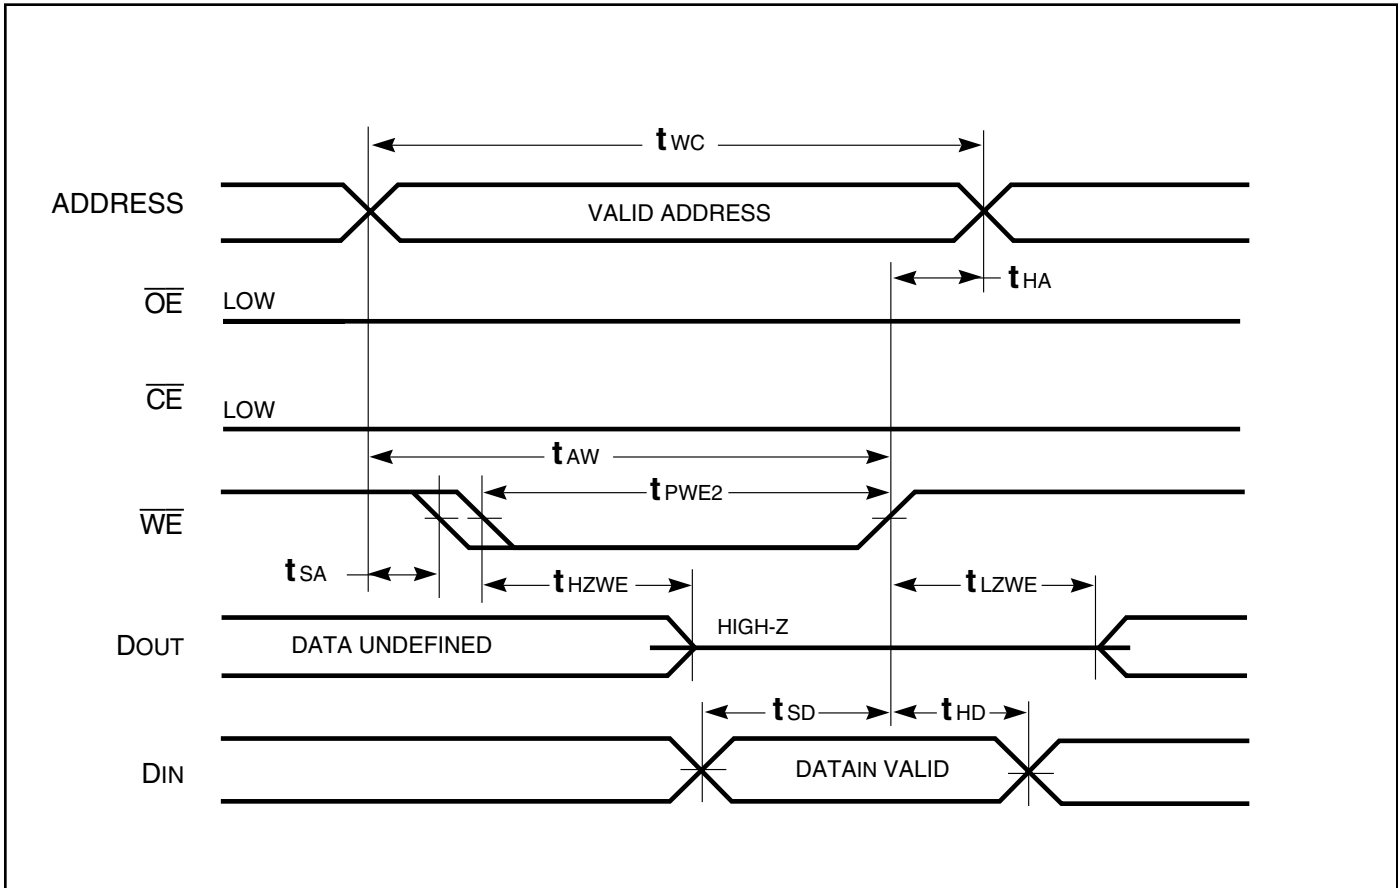 tWC
ADDRESS VALID ADDRESS
tHA
OE LOW
CE LOW
tAW
tPWE2
WE
tSA tHZWE tLZWE
DOUT DATA UNDEFINED HIGH-Z
tSD tHD
DIN DATAIN VALID